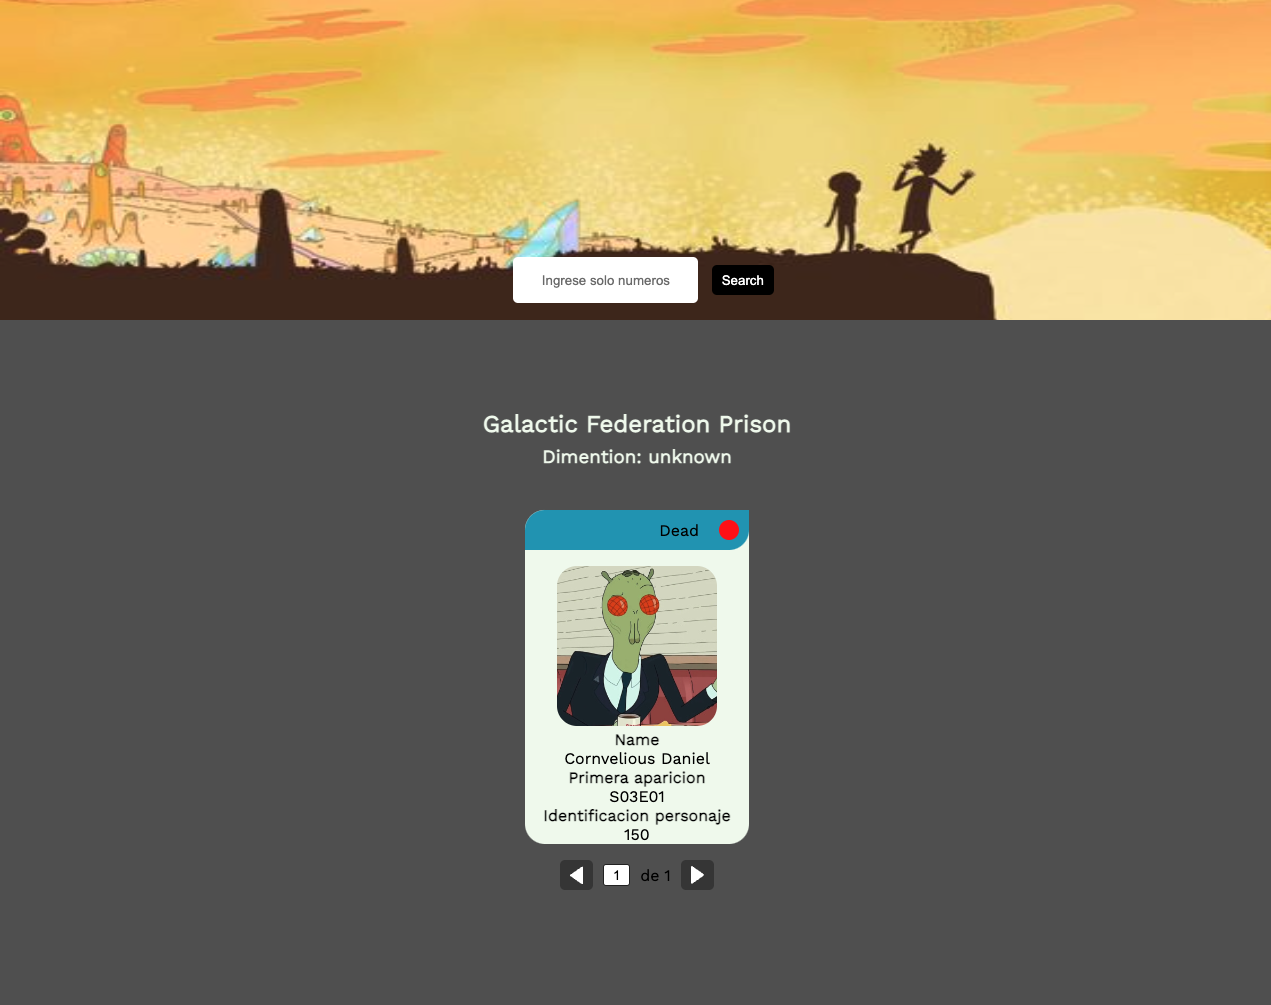 Ingrese solo numeros
Search
Galactic Federation Prison
Dimention: unknown
Dead
Name
Cornvelious Daniel
Primera aparicion
S03E01
Identificacion personaje
150
1 de 1